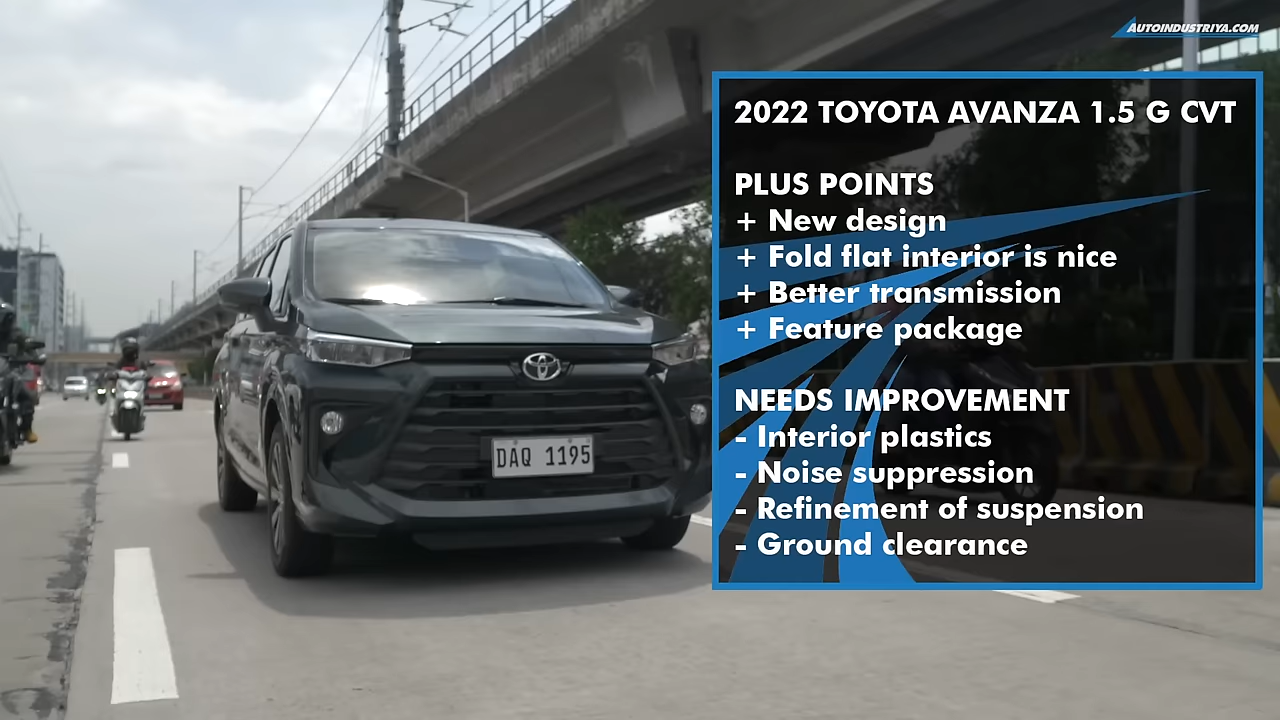 AUTOINDUSTRIYA.COM
2022 TOYOTA AVANZA 1.5 G CVT
PLUS POINTS
+ New design
+ Fold flat interior is nice
+ Better transmission
+ Feature package
NEEDS IMPROVEMENT
- Interior plastics
- Noise suppression
- Refinement of suspension
- Ground clearance
DAQ 1195